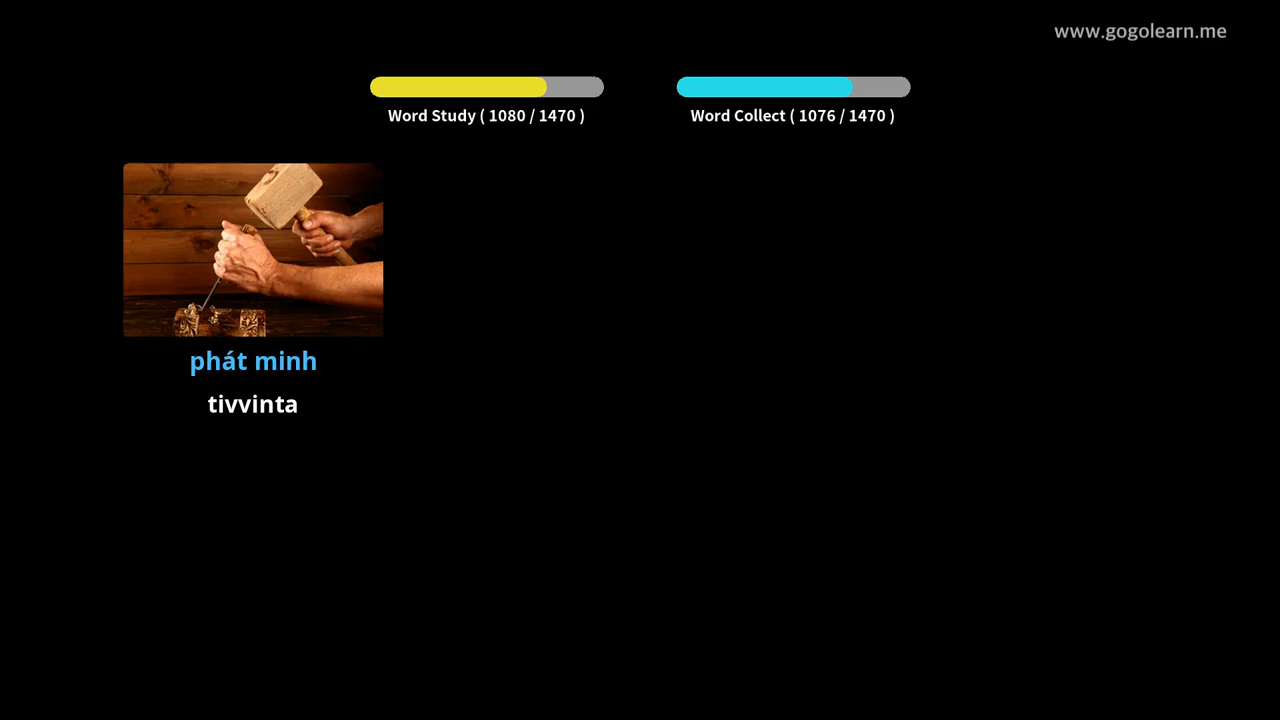 www.gogolearn.me
Word Study ( 1080 / 1470 )
Word Collect ( 1076 / 1470 )
phát minh
tivvinta